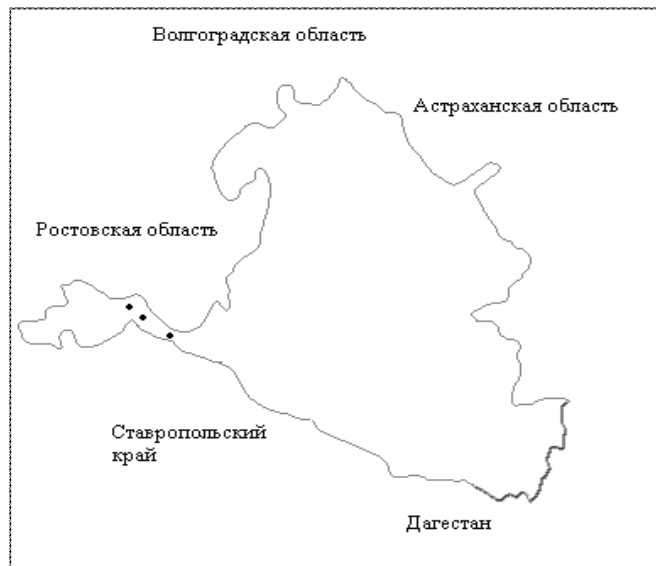 Волгоградская область
Астраханская область
Ростовская область
Ставропольский
край
Дагестан